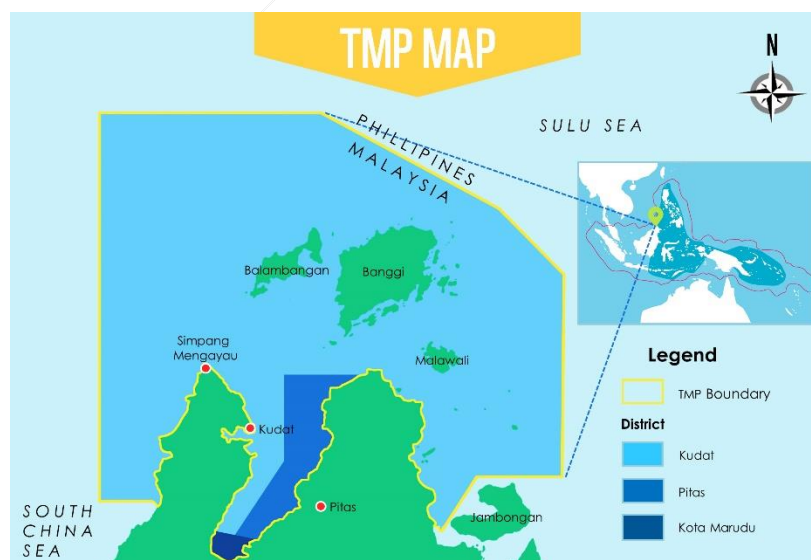 TMP MAP
N
SULU SEA
PHILLIPINES
MALAYSIA
Balambangan
Banggi
Simpang
Mengayau
Malawali
Kudat
Pitas
Jambongan
SOUTH
CHINA
SEA
Legend
TMP Boundary
District
Kudat
Pitas
Kota Marudu